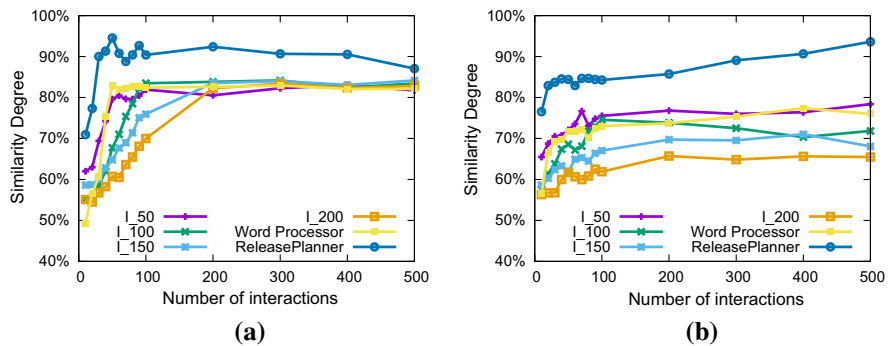 100%
90%
80%
70%
60%
50%
40%
Similarity Degree
I_50
I_100
I_150
I_200
Word Processor
ReleasePlanner
0 100 200 300 400 500
Number of interactions
(a)
100%
90%
80%
70%
60%
50%
40%
Similarity Degree
I_50
I_100
I_150
I_200
Word Processor
ReleasePlanner
0 100 200 300 400 500
Number of interactions
(b)